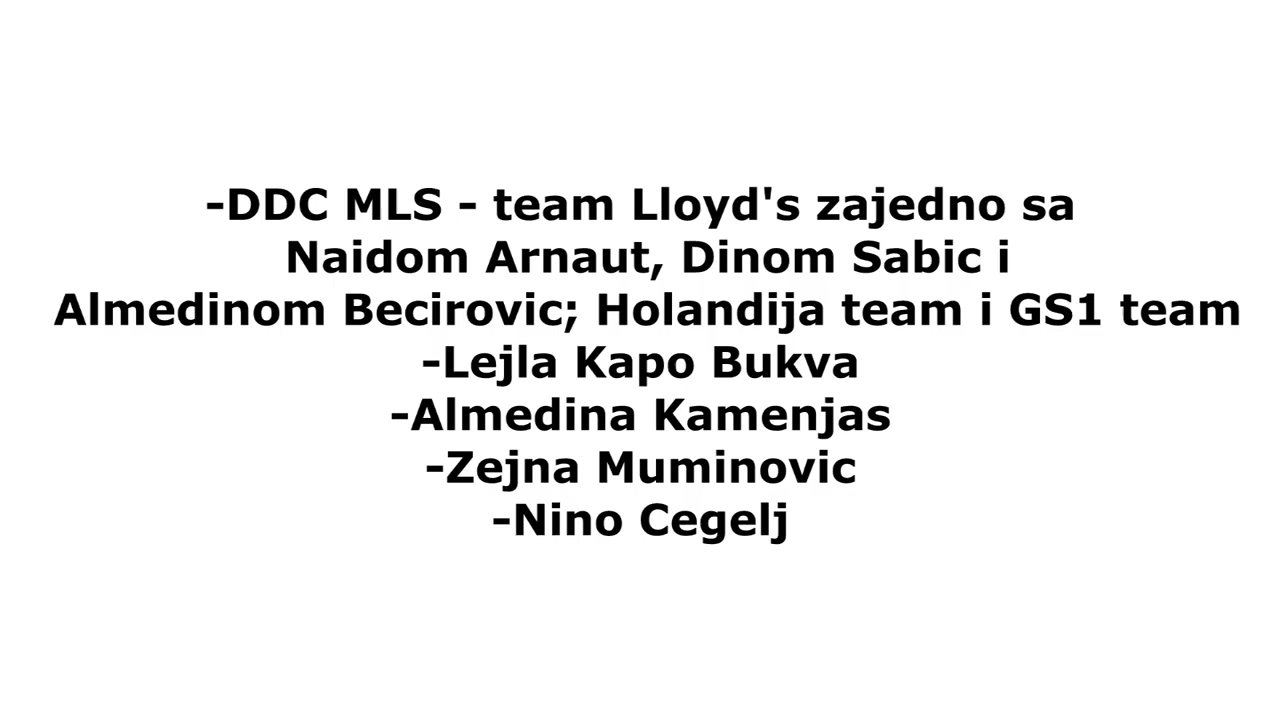 -DDC MLS - team Lloyd's zajedno sa
Naidom Arnaut, Dinom Sabic i
Almedinom Becirovic; Holandija team i GS1 team
-Lejla Kapo Bukva
-Almedina Kamenjas
-Zejna Muminovic
-Nino Cegelj